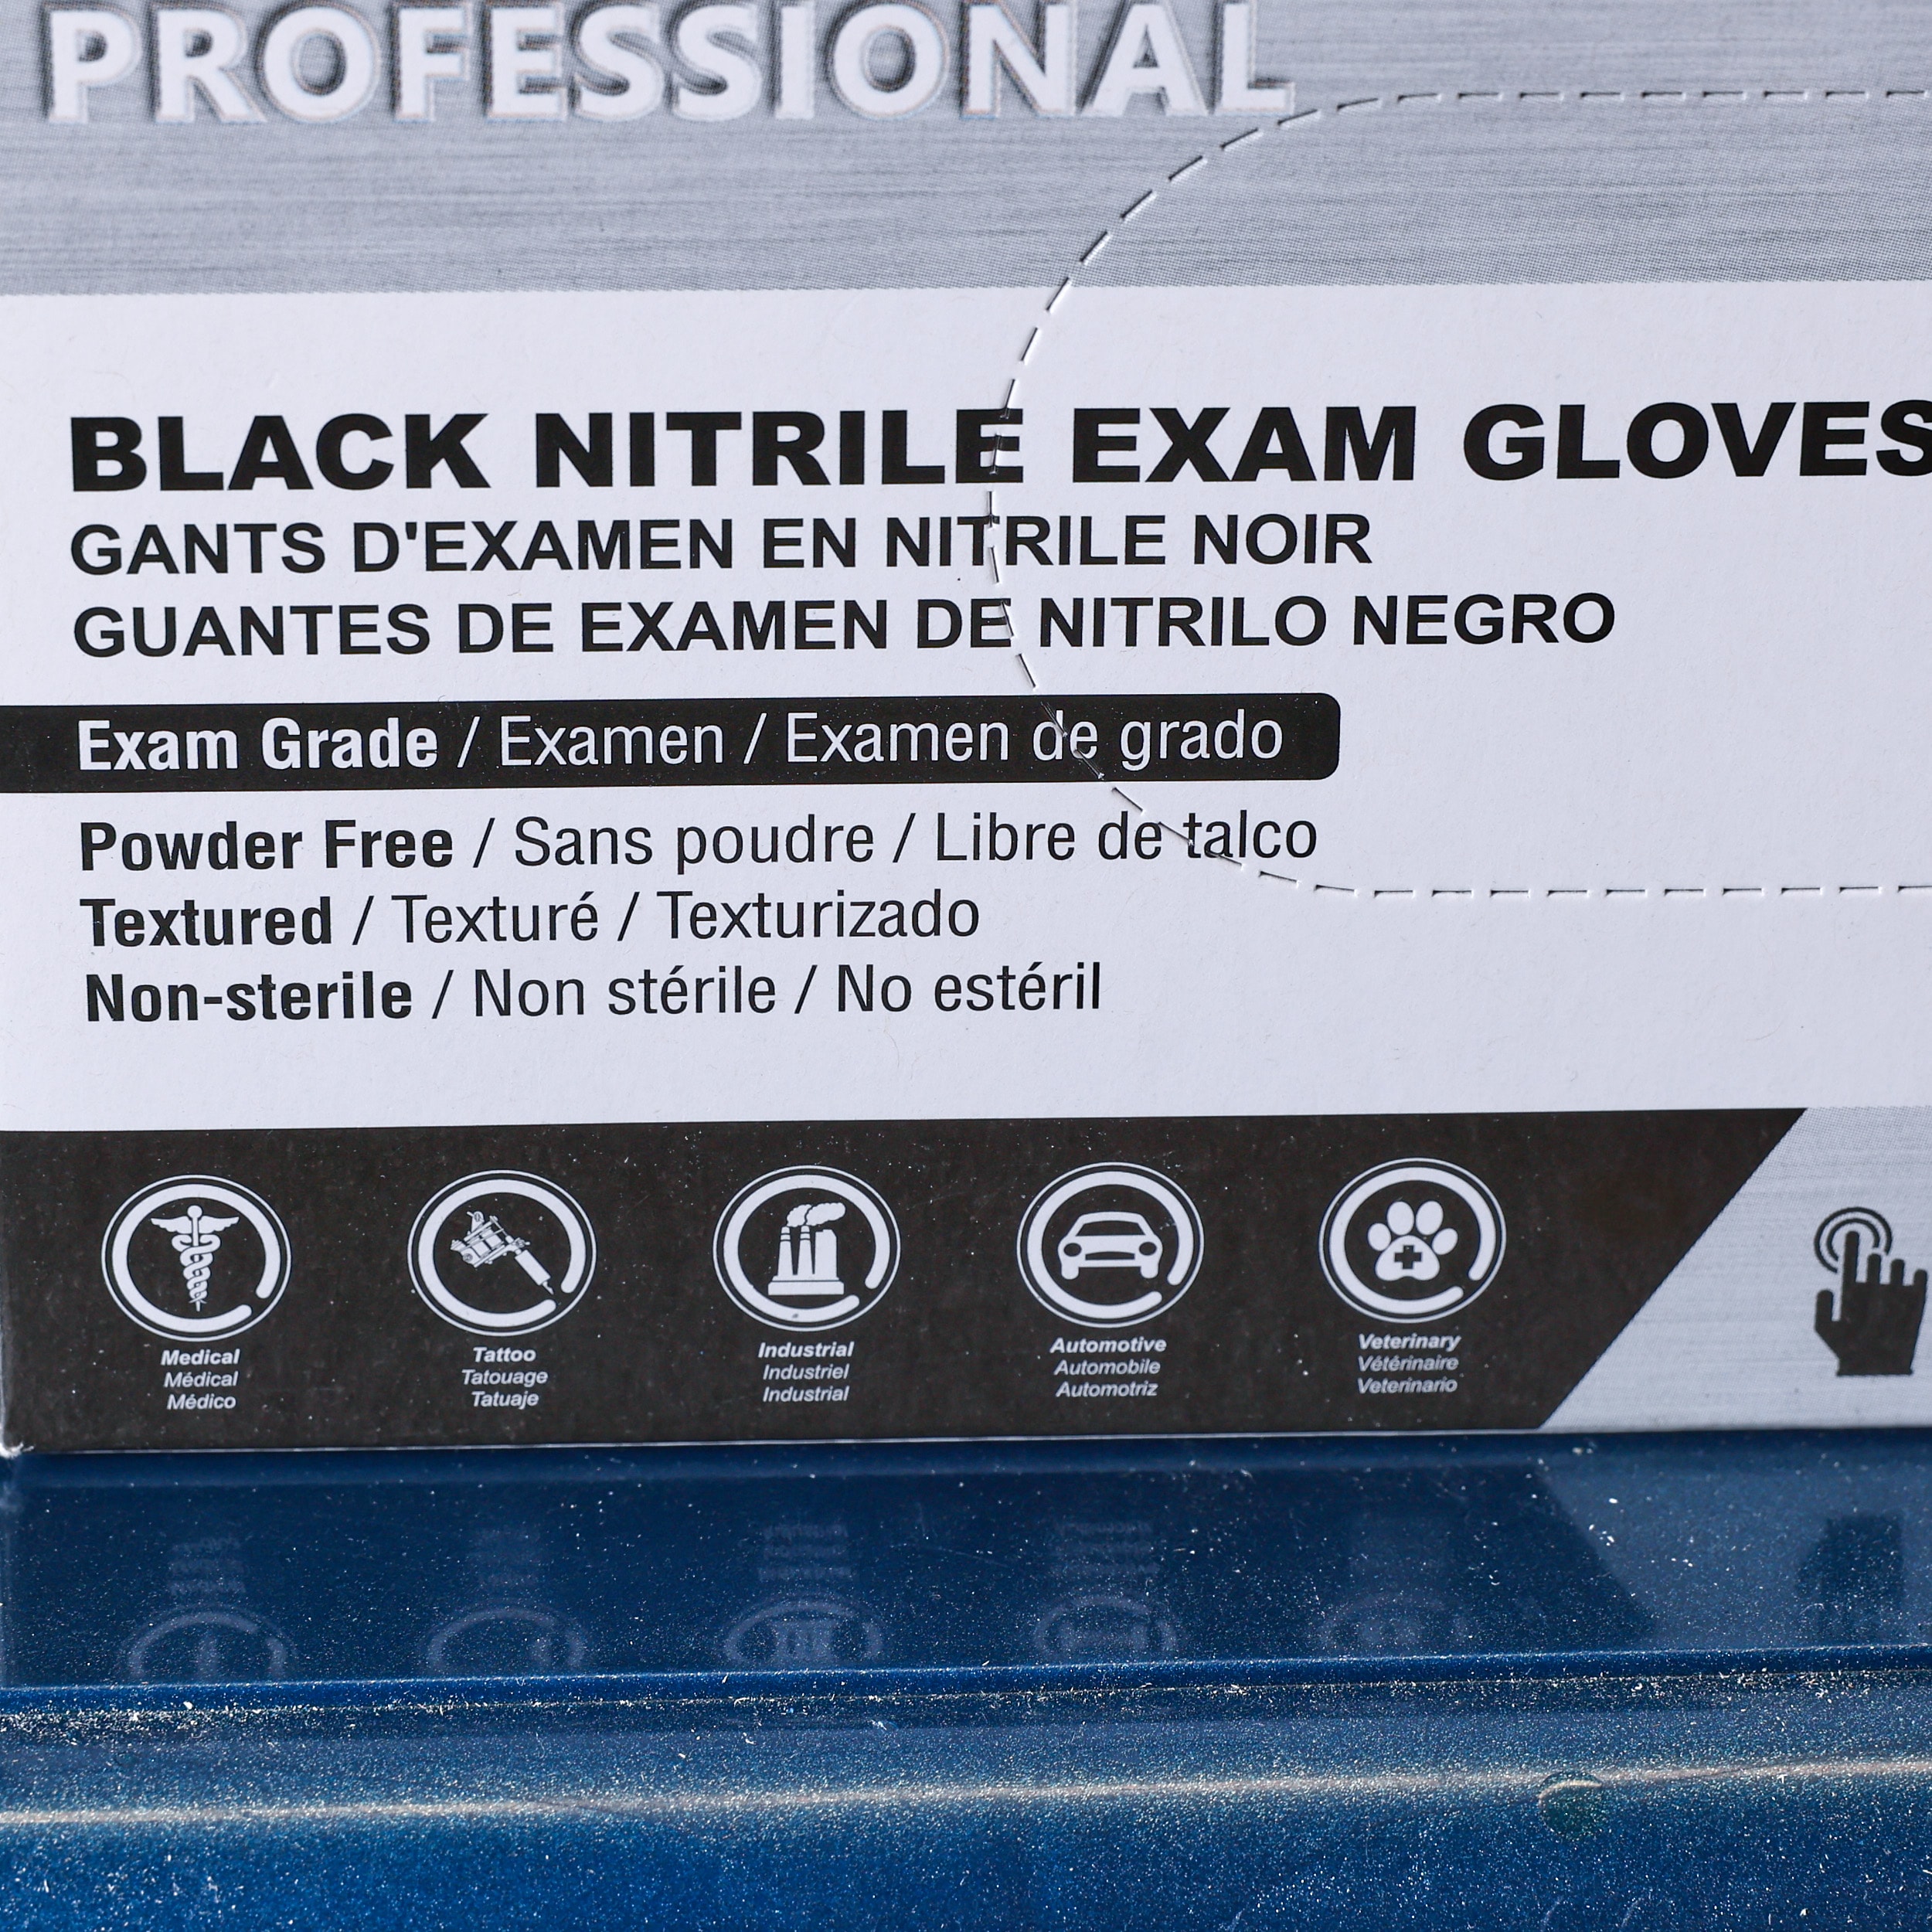 PROFESSIONAL
BLACK NITRILE EXAM GLOVES
GANTS D'EXAMEN EN NITRILE NOIR
GUANTES DE EXAMEN DE NITRILO NEGRO
Exam Grade / Examen / Examen de grado
Powder Free / Sans poudre / Libre de talco
Textured / Texturé / Texturizado
Non-sterile / Non stérile / No estéril
Medical
Médical
Médico
Tattoo
Tatouage
Tatuaje
Industrial
Industriel
Industrial
Automotive
Automobile
Automotriz
Veterinary
Vétérinaire
Veterinario